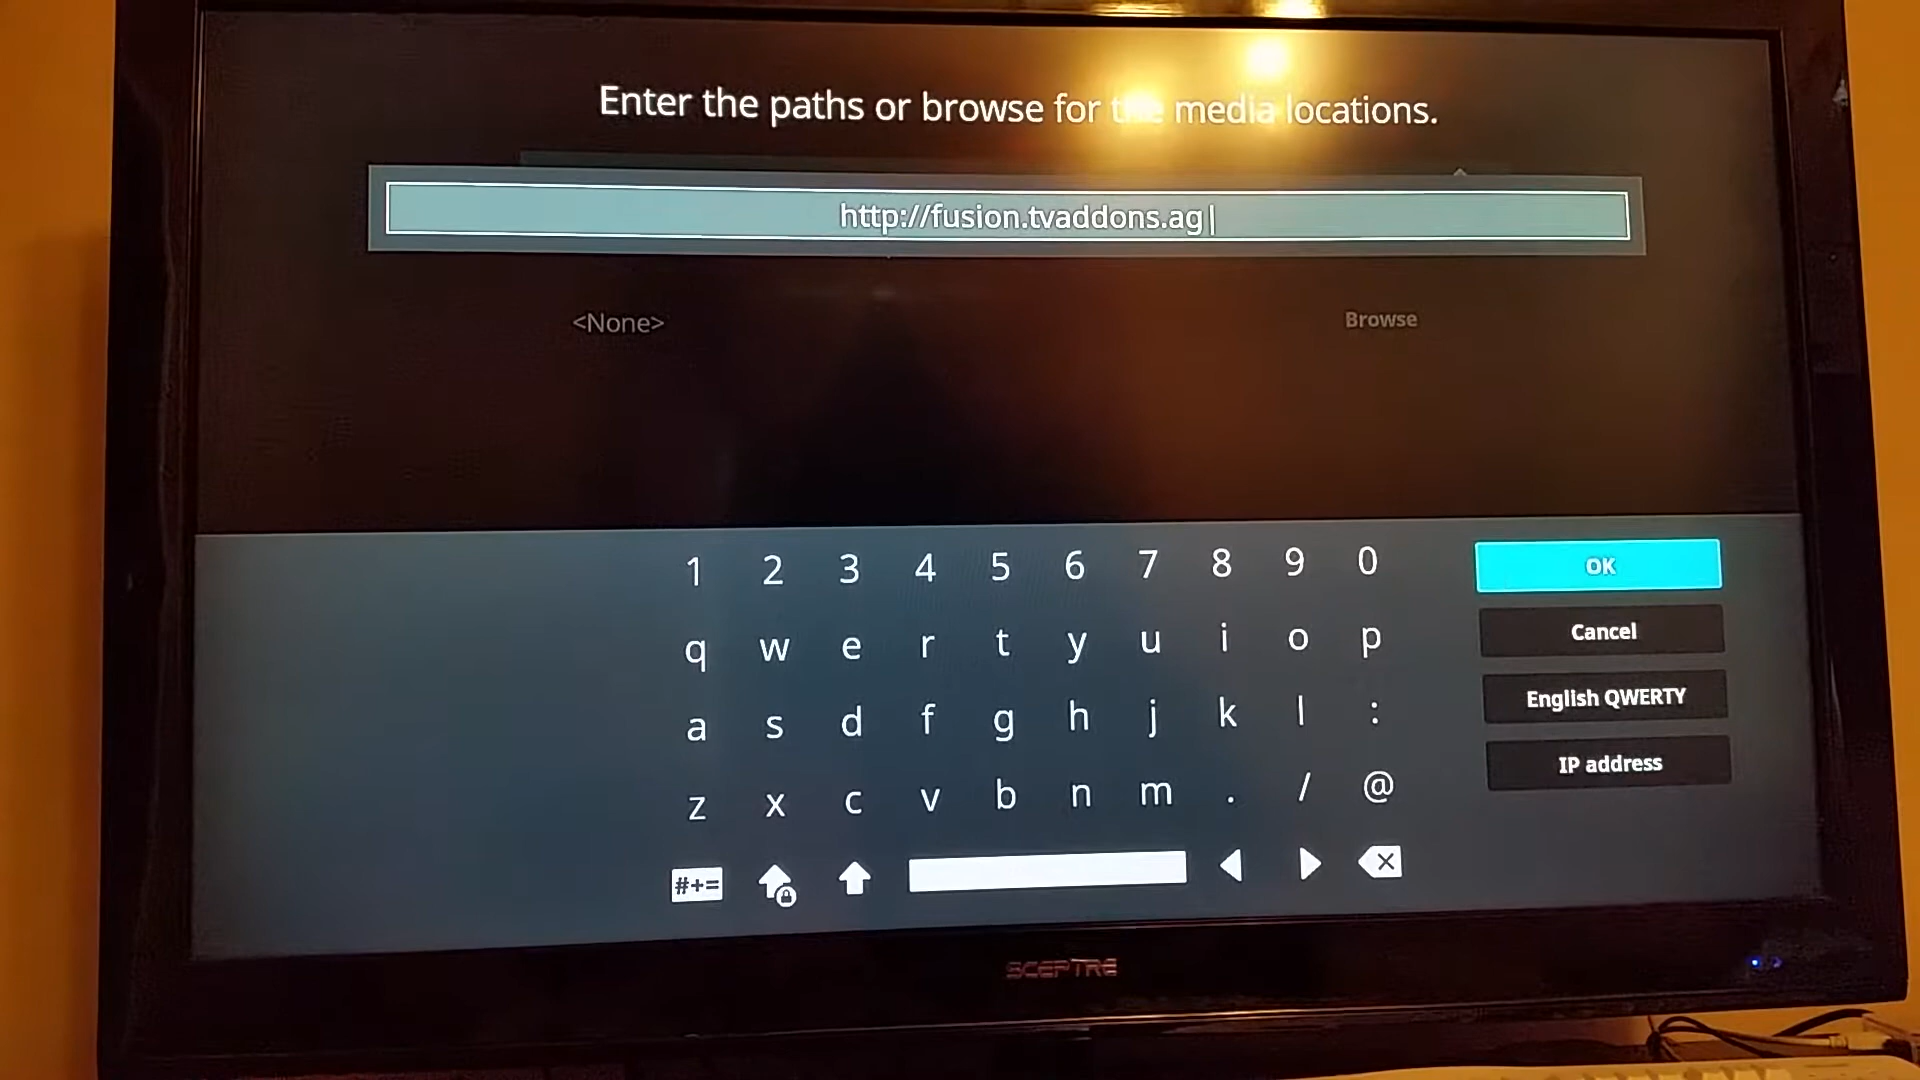 Enter the paths or browse for the media locations.
http://fusion.tvaddons.ag
<None>
Browse
1 2 3 4 5 6 7 8 9 0
OK
q w e r t y u i o p
Cancel
a s d f g h j k l :
English QWERTY
z x c v b n m . / @
IP address
#+=
SCEPTRE